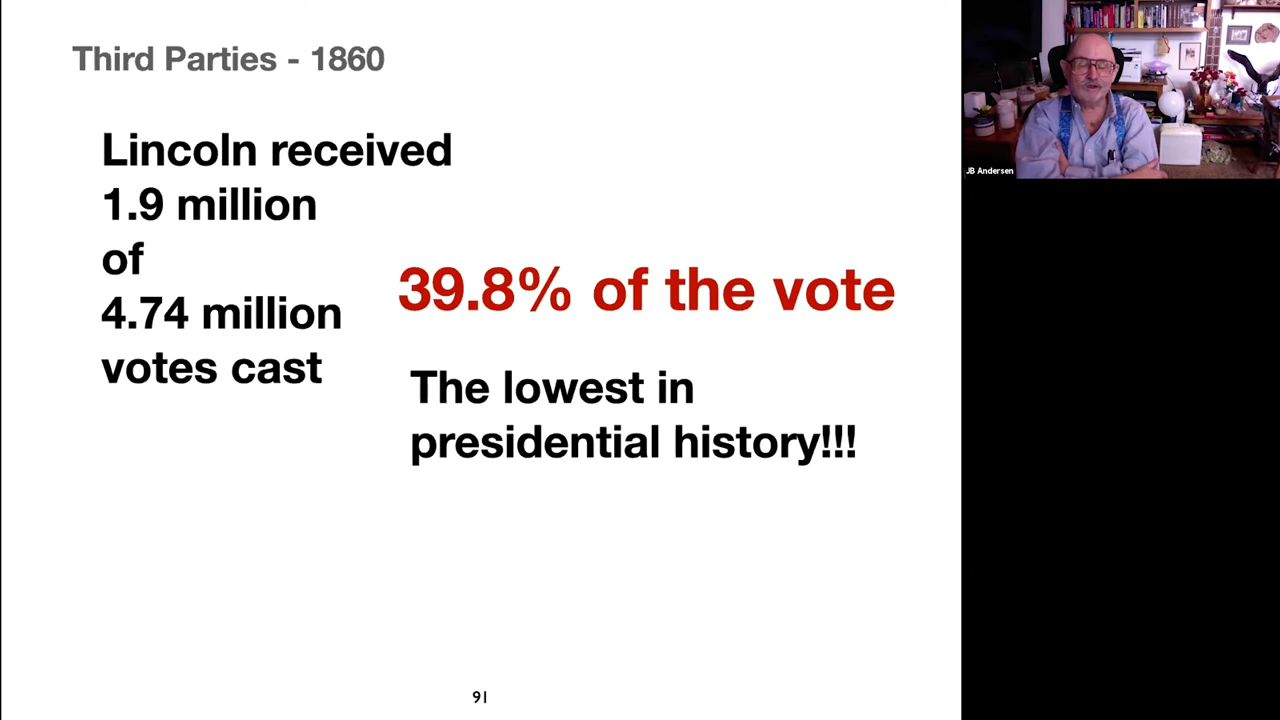 Third Parties - 1860
Lincoln received
1.9 million
of
4.74 million
votes cast
39.8% of the vote
The lowest in
presidential history!!!
91
JB Andersen